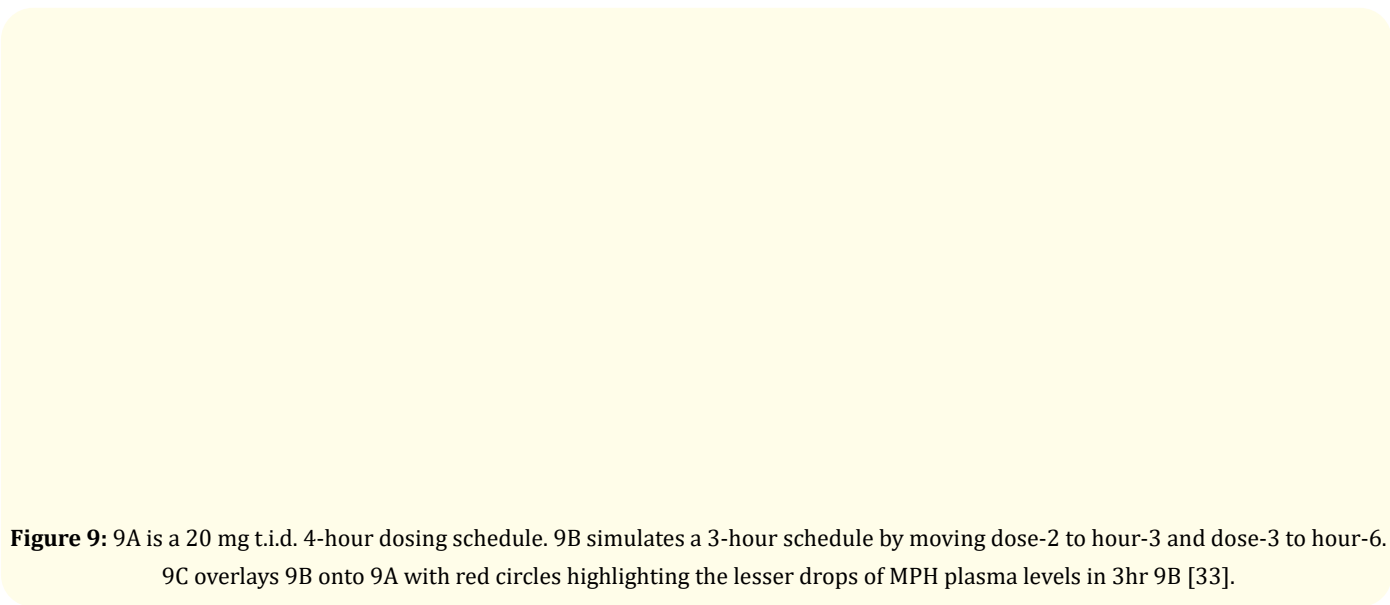 Figure 9: 9A is a 20 mg t.i.d. 4-hour dosing schedule. 9B simulates a 3-hour schedule by moving dose-2 to hour-3 and dose-3 to hour-6.
9C overlays 9B onto 9A with red circles highlighting the lesser drops of MPH plasma levels in 3hr 9B [33].